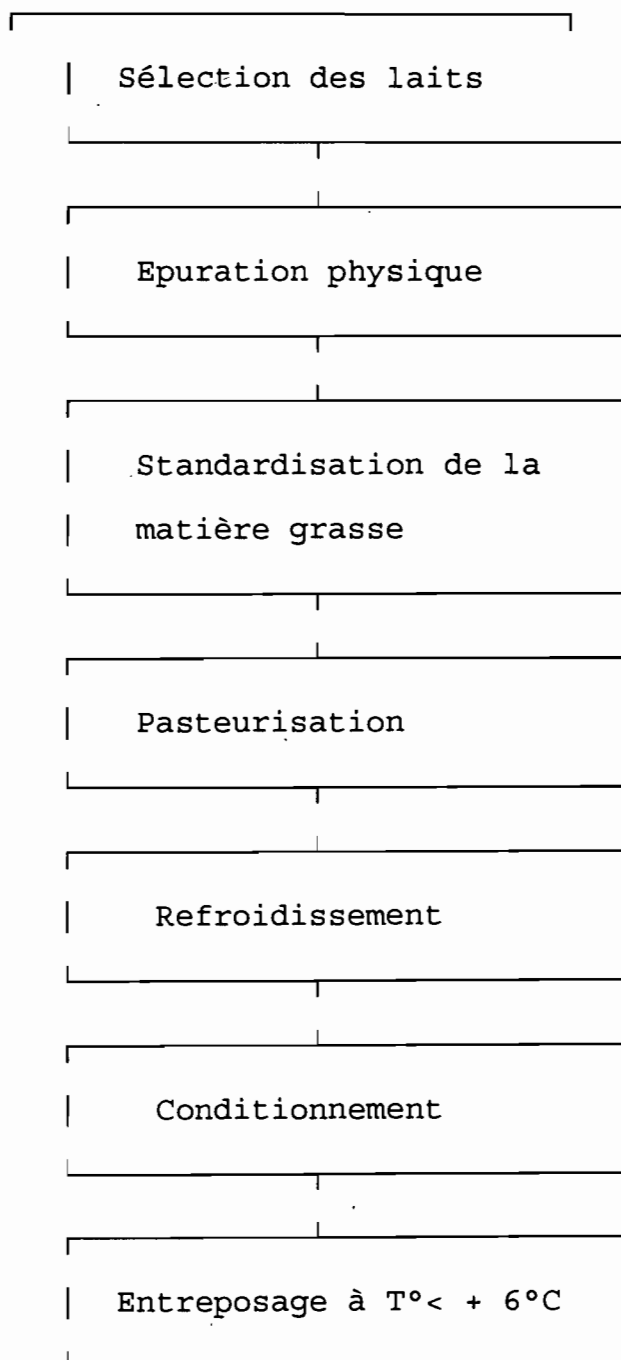 Sélection des laits
Epuration physique
Standardisation de la
matière grasse
Pasteurisation
Refroidissement
Conditionnement
Entreposage à T°< + 6°C